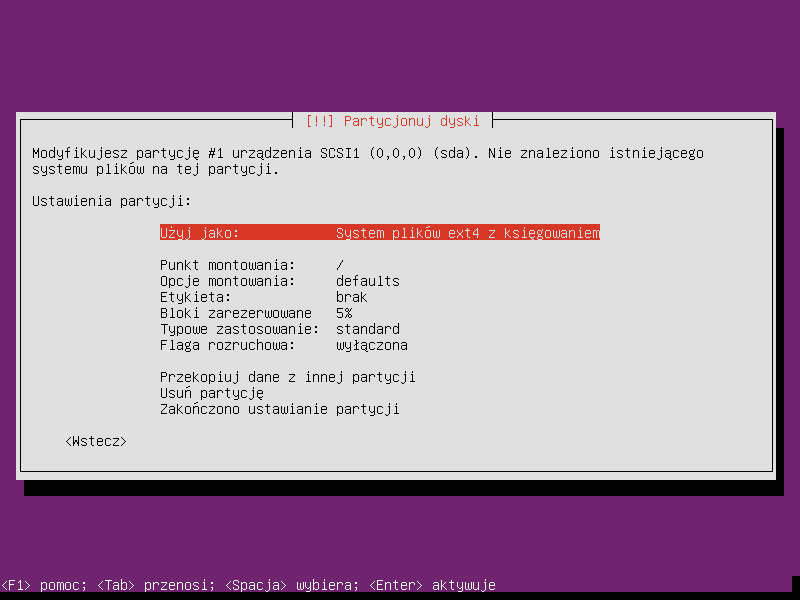 [!!] Partycjonuj dyski
Modyfikujesz partycję #1 urządzenia SCSI1 (0,0,0) (sda). Nie znaleziono istniejącego
systemu plików na tej partycji.
Ustawienia partycji:
Użyj jako: System plików ext4 z księgowaniem
Punkt montowania: /
Opcje montowania: defaults
Etykieta: brak
Bloki zarezerwowane 5%
Typowe zastosowanie: standard
Flaga rozruchowa: wyłączona
Przekopiuj dane z innej partycji
Usuń partycję
Zakończono ustawianie partycji
<Wstecz>
<F1> pomoc; <Tab> przenosi; <Spacja> wybiera; <Enter> aktywuje